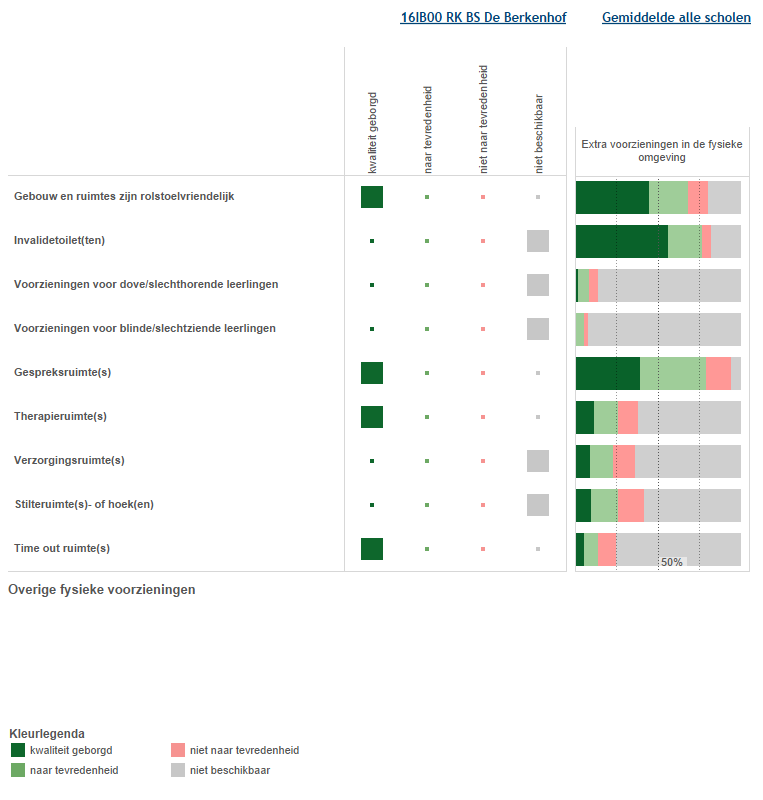 16IB00 RK BS De Berkenhof
Gemiddelde alle scholen
kwaliteit geborgd
naar tevredenheid
niet naar tevredenheid
niet beschikbaar
Extra voorzieningen in de fysieke
omgeving
Gebouw en ruimtes zijn rolstoelvriendelijk
Invalidetoilet(ten)
Voorzieningen voor dove/slechthorende leerlingen
Voorzieningen voor blinde/slechtziende leerlingen
Gespreksruimte(s)
Therapieruimte(s)
Verzorgingsruimte(s)
Stilteruimte(s)- of hoek(en)
Time out ruimte(s)
50%
Overige fysieke voorzieningen
Kleurlegenda
kwaliteit geborgd
niet naar tevredenheid
naar tevredenheid
niet beschikbaar